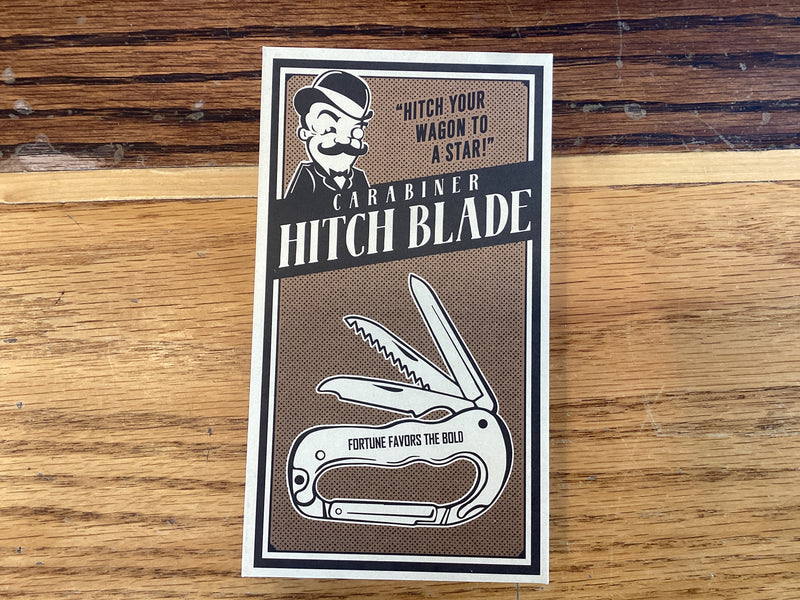 “HITCH YOUR
WAGON TO
A STAR!”
CARABINER
HITCH BLADE
FORTUNE FAVORS THE BOLD